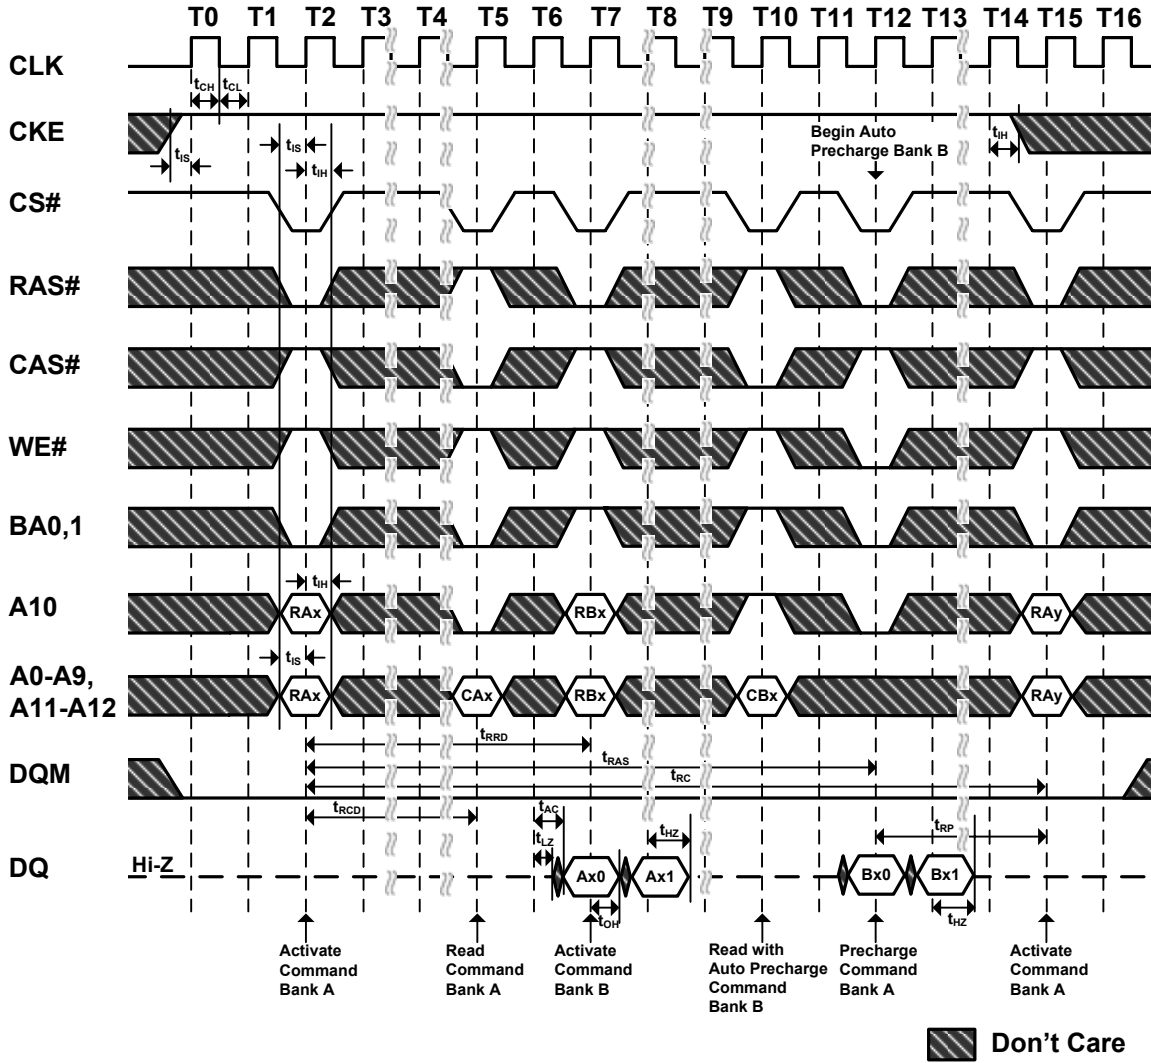 T0 T1 T2 T3 T4 T5 T6 T7 T8 T9 T10 T11 T12 T13 T14 T15 T16
CLK
tCH tCL
CKE
tIS
tIS
tIH
Begin Auto
Precharge Bank B
tIH
CS#
RAS#
CAS#
WE#
BA0,1
tIH
A10
RAx RBx RAy
tIS
A0-A9,
A11-A12
RAx CAx RBx CBx RAy
tRRD
tRAS
tRC
DQM
tRCD
tAC
tLZ
tHZ
tRP
DQ
Hi-Z
Ax0 Ax1 Bx0 Bx1
tOH
tHZ
Activate
Command
Bank A
Read
Command
Bank A
Activate
Command
Bank B
Read with
Auto Precharge
Command
Bank B
Precharge
Command
Bank A
Activate
Command
Bank A
Don't Care